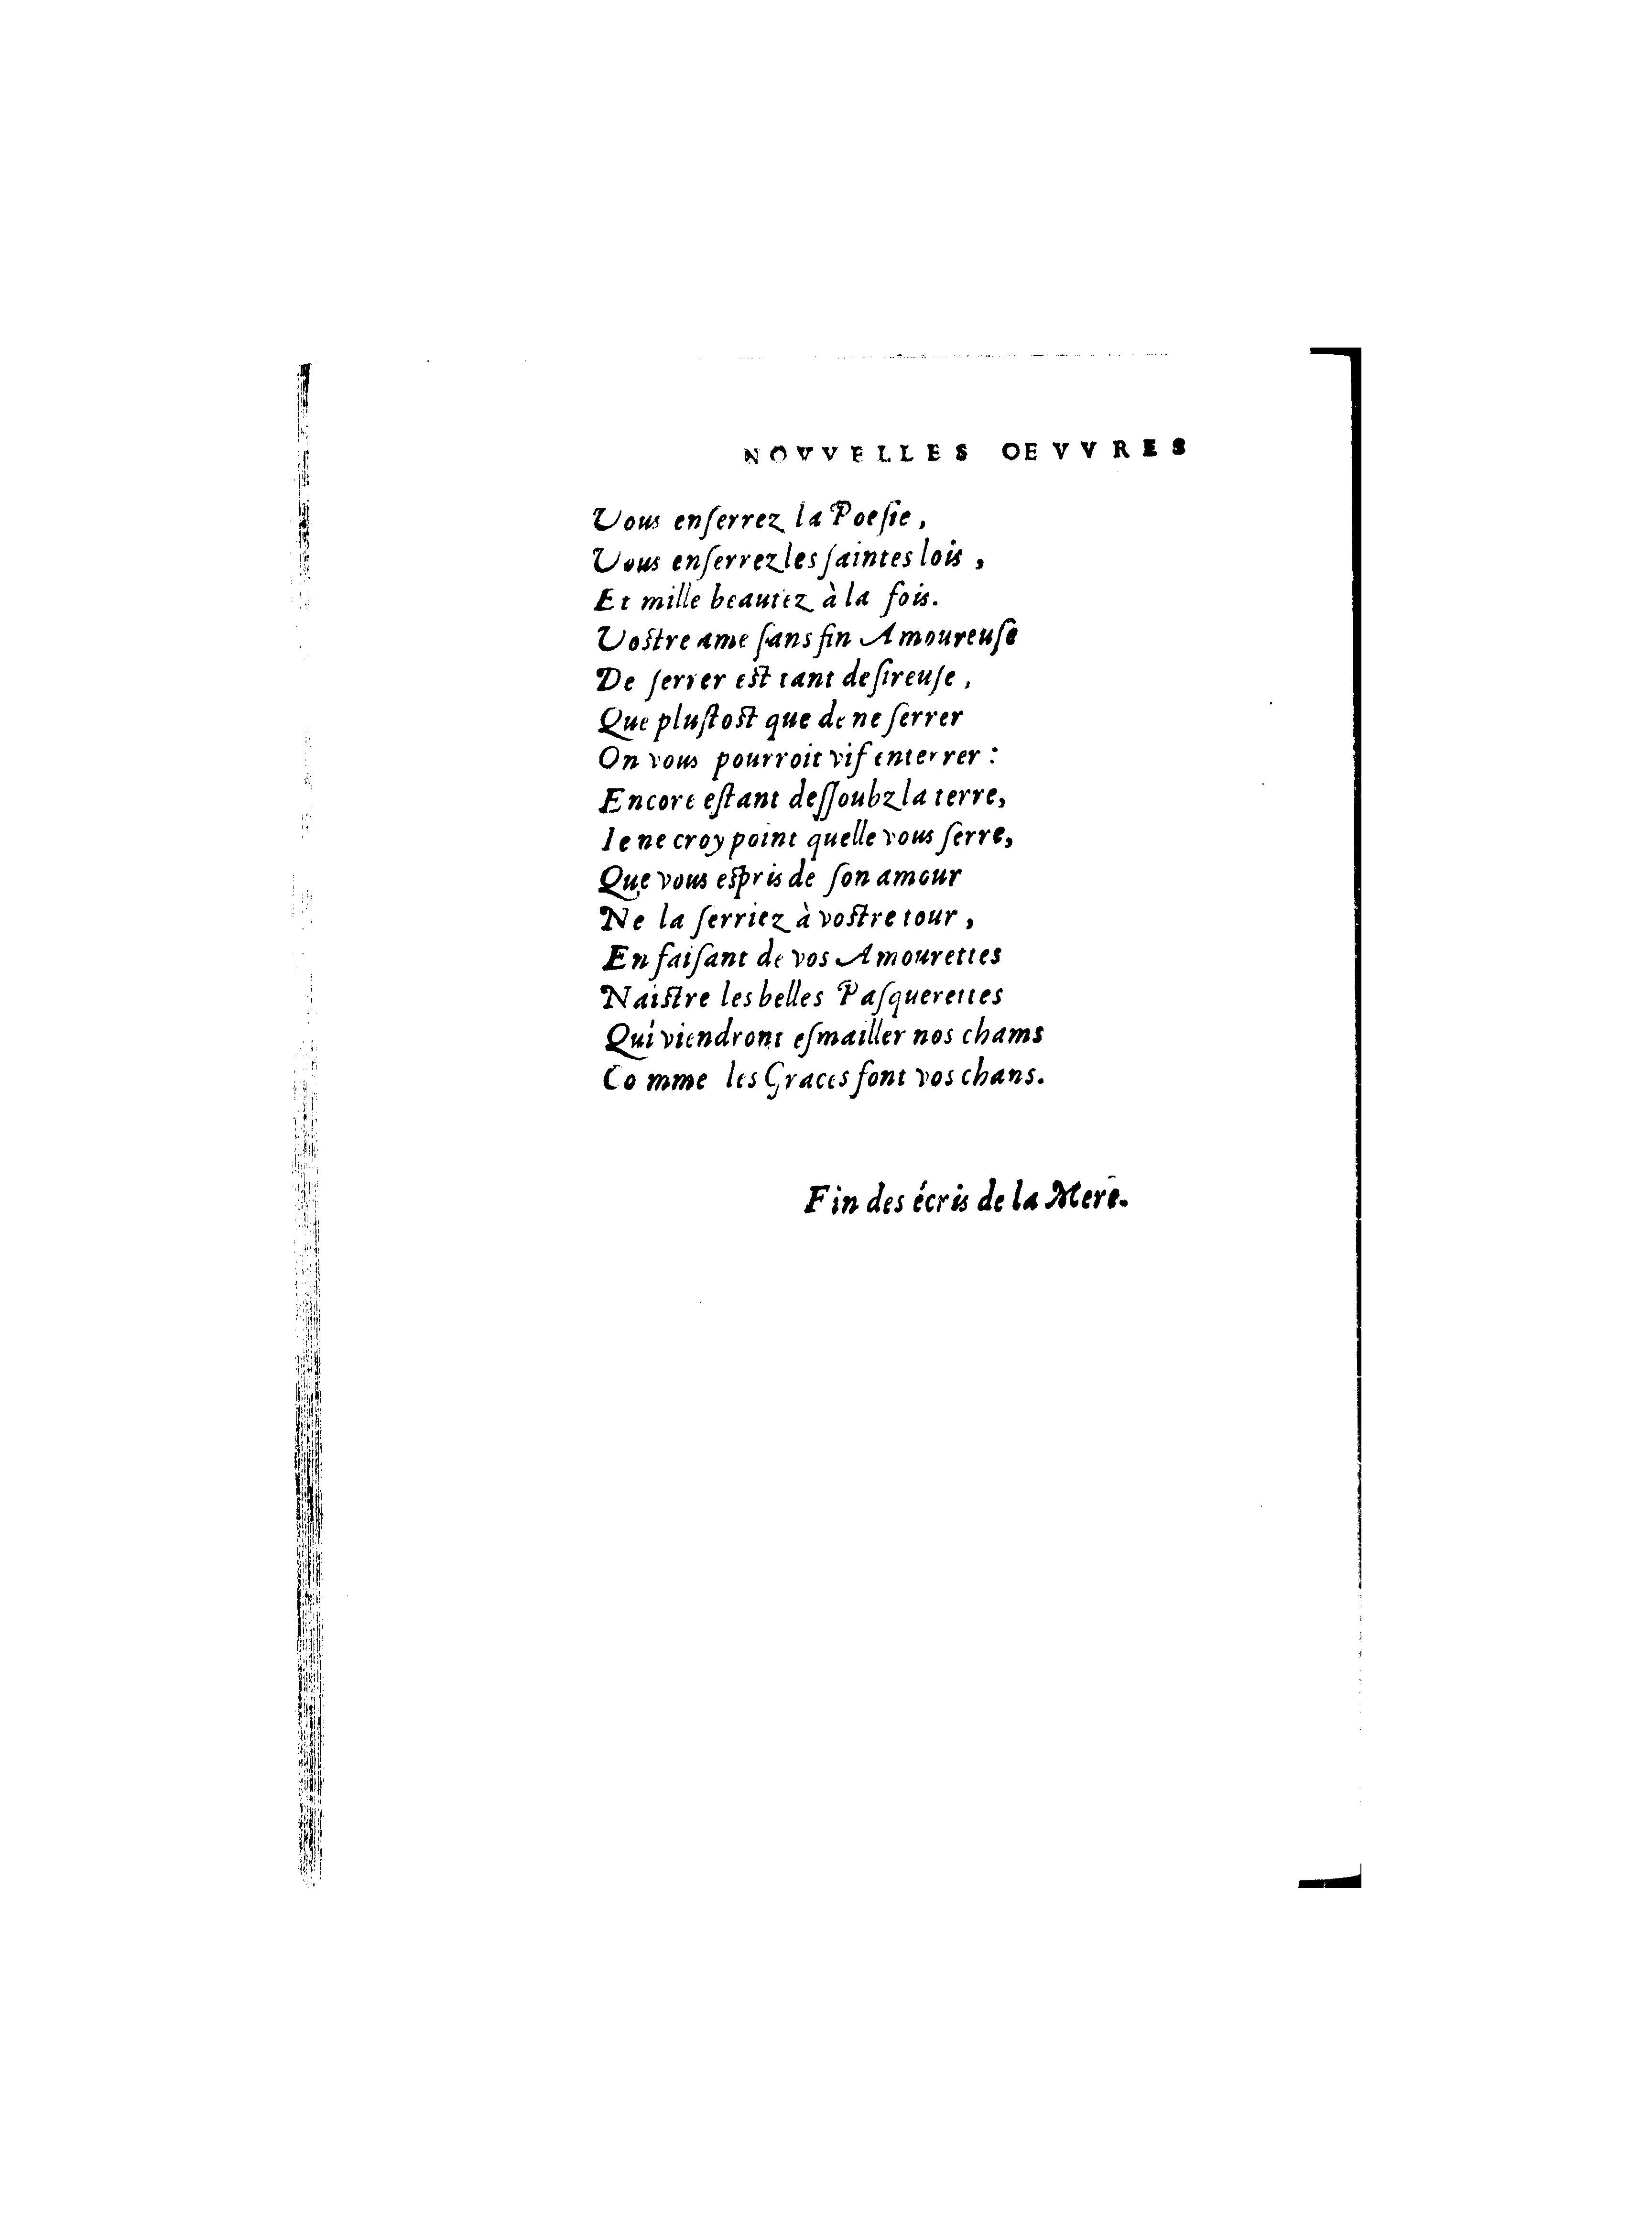 NOVVELLES OEVVRES
Vous enſerrez la Poeſie,
Vous enſerrez les ſaintes lois,
Et mille beautez à la fois.
Voſtre ame ſans fin Amoureuſe
De ſerrer eſt tant deſireuſe,
Que pluſtoſt que de ne ſerrer
On vous pourroit vif enterrer:
Encore eſtant deſſoubz la terre,
Ie ne croy point quelle vous ſerre,
Que vous eſpris de ſon amour
Ne la ſerriez à voſtre tour,
En faiſant de vos Amourettes
Naiſtre les belles Paſquerettes
Qui viendront eſmailler nos chams
Comme les Graces font vos chans.
Fin des écris de la Mere.